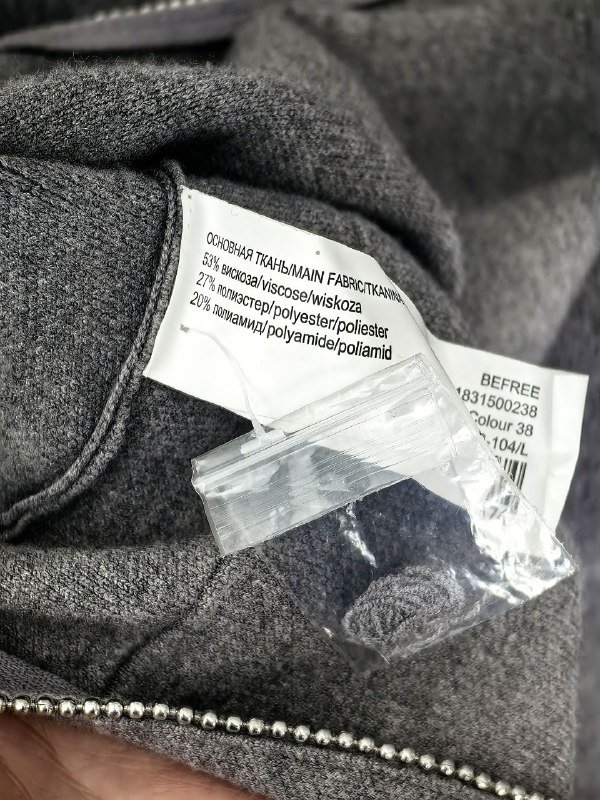 ОСНОВНАЯ ТКАНЬ/MAIN FABRIC/TKANINA
53% вискоза/viscose/wiskoza
27% полиэстер/polyester/poliester
20% полиамид/polyamide/poliamid
BEFREE
1831500238
Colour 38
-104/L